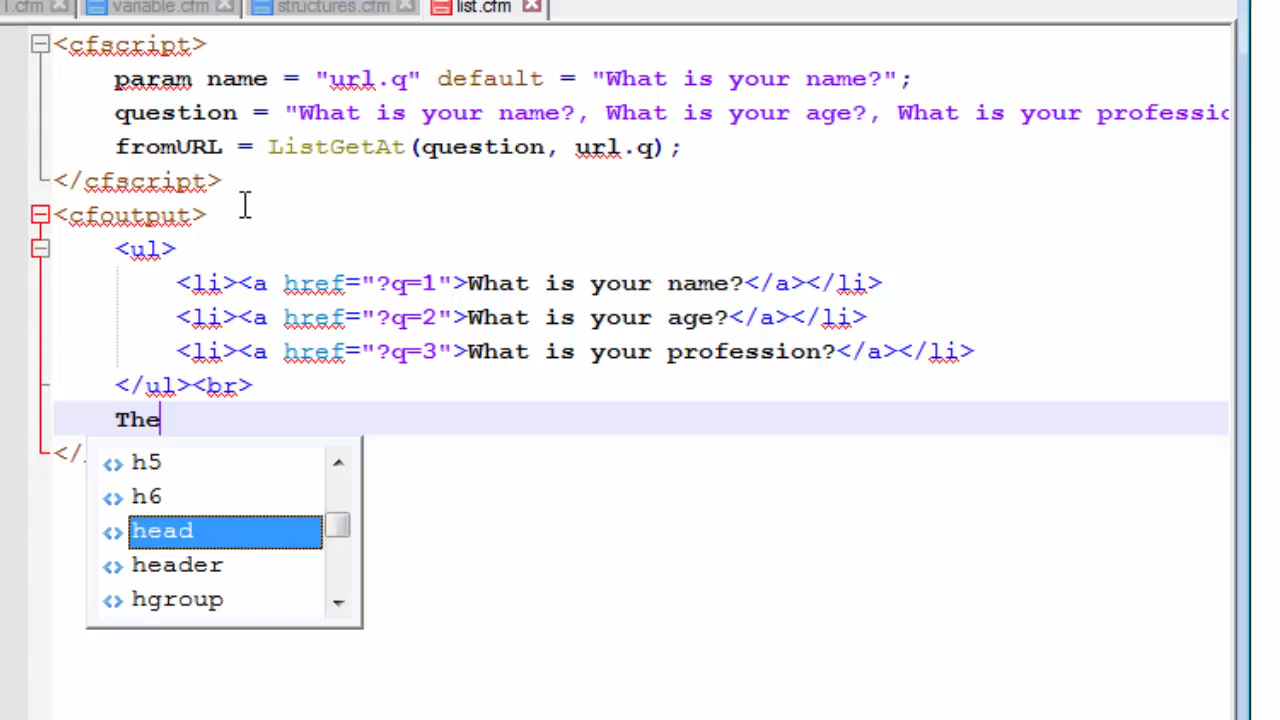 1.cfm variable.cfm structures.cfm list.cfm
<cfscript>
param name = "url.q" default = "What is your name?";
question = "What is your name?, What is your age?, What is your professio
fromURL = ListGetAt(question, url.q);
</cfscript>
<cfoutput>
<ul>
<li><a href="?q=1">What is your name?</a></li>
<li><a href="?q=2">What is your age?</a></li>
<li><a href="?q=3">What is your profession?</a></li>
</ul><br>
The
</
h5
h6
head
header
hgroup